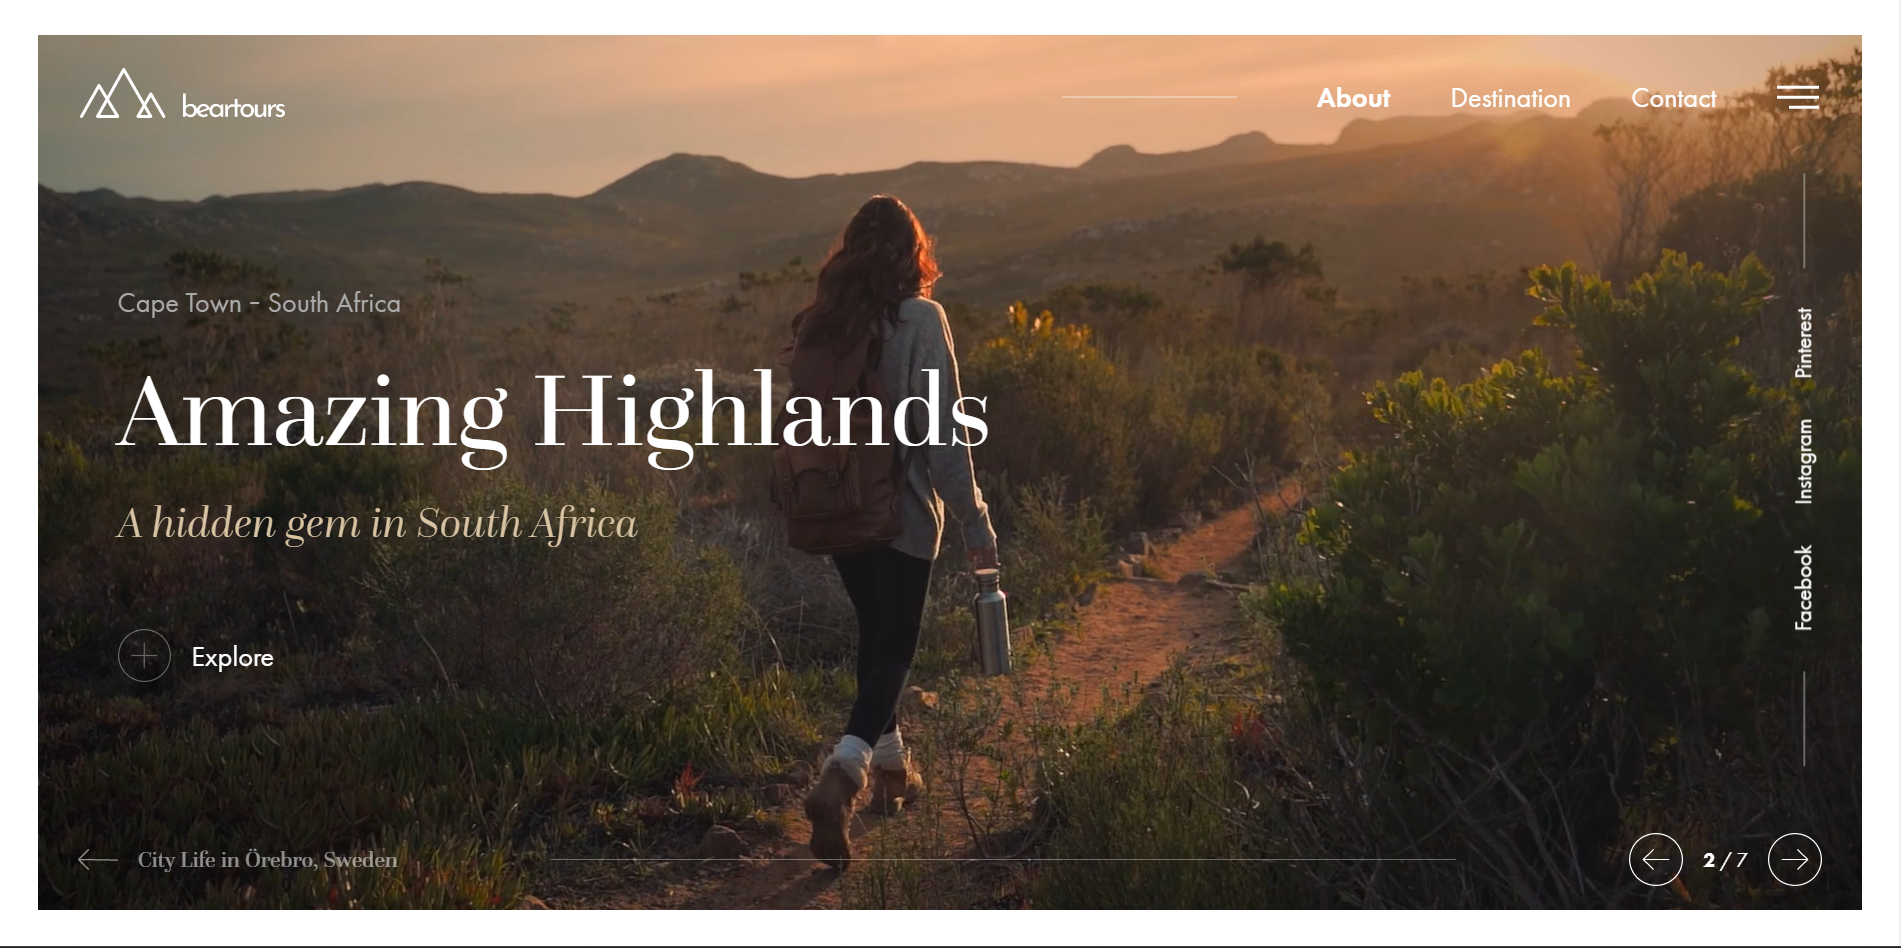 beartours
About
Destination
Contact
Cape Town - South Africa
Amazing Highlands
A hidden gem in South Africa
Explore
Pinterest
Instagram
Facebook
City Life in Örebro, Sweden
2 / 7